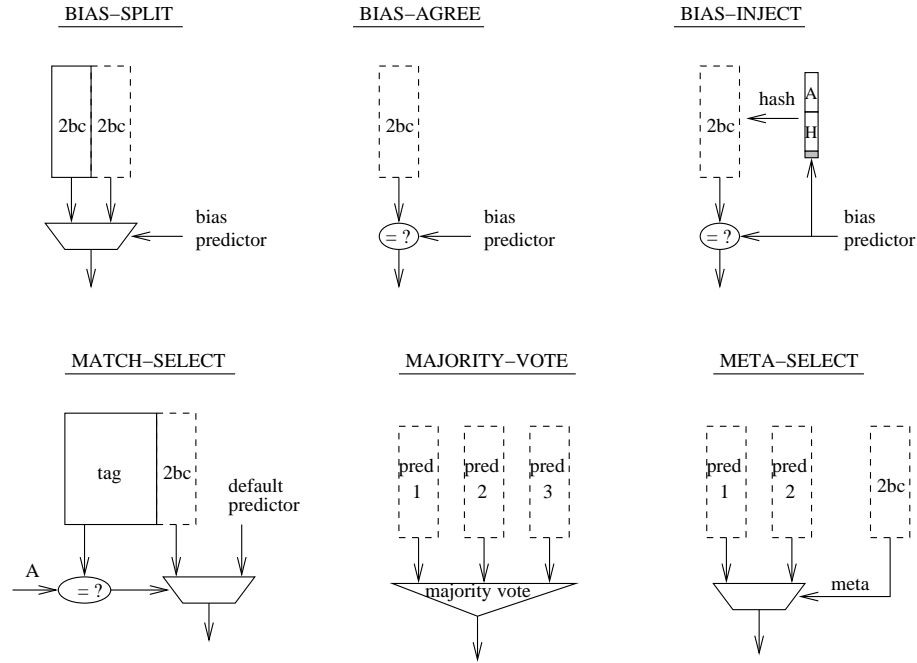 BIAS−SPLIT
2bc 2bc
bias
predictor
BIAS−AGREE
2bc
= ?
bias
predictor
BIAS−INJECT
2bc
hash
A
H
= ?
bias
predictor
MATCH−SELECT
tag
2bc
default
predictor
A
= ?
MAJORITY−VOTE
pred
1
pred
2
pred
3
majority vote
META−SELECT
pred
1
pred
2
2bc
meta